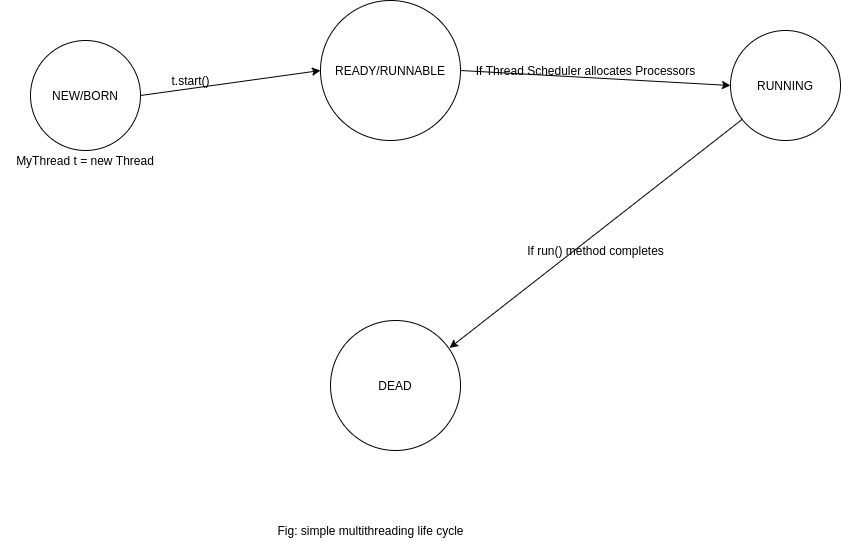 NEW/BORN
t.start()
READY/RUNNABLE
If Thread Scheduler allocates Processors
RUNNING
MyThread t = new Thread
If run() method completes
DEAD
Fig: simple multithreading life cycle